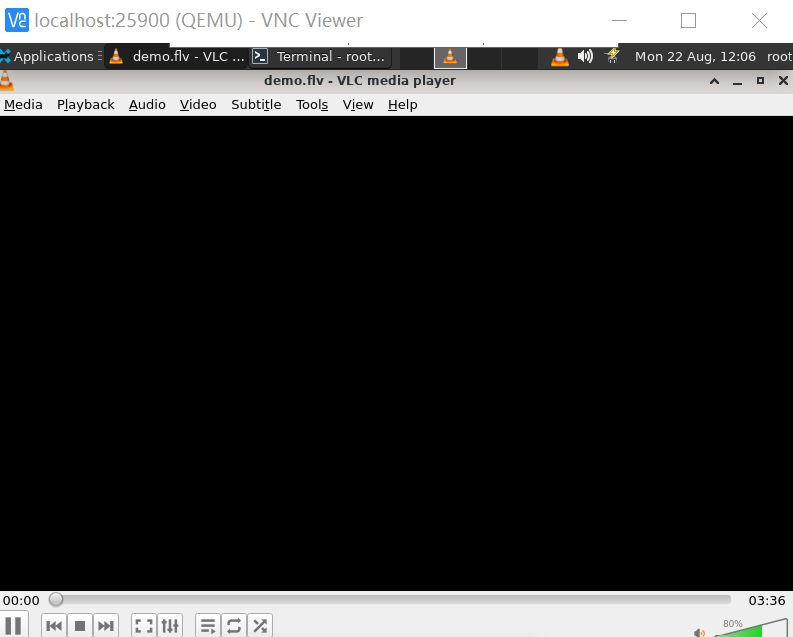 localhost:25900 (QEMU) - VNC Viewer
Applications demo.flv - VLC ... Terminal - root... Mon 22 Aug, 12:06 root
demo.flv - VLC media player
Media Playback Audio Video Subtitle Tools View Help
00:00 03:36
80%